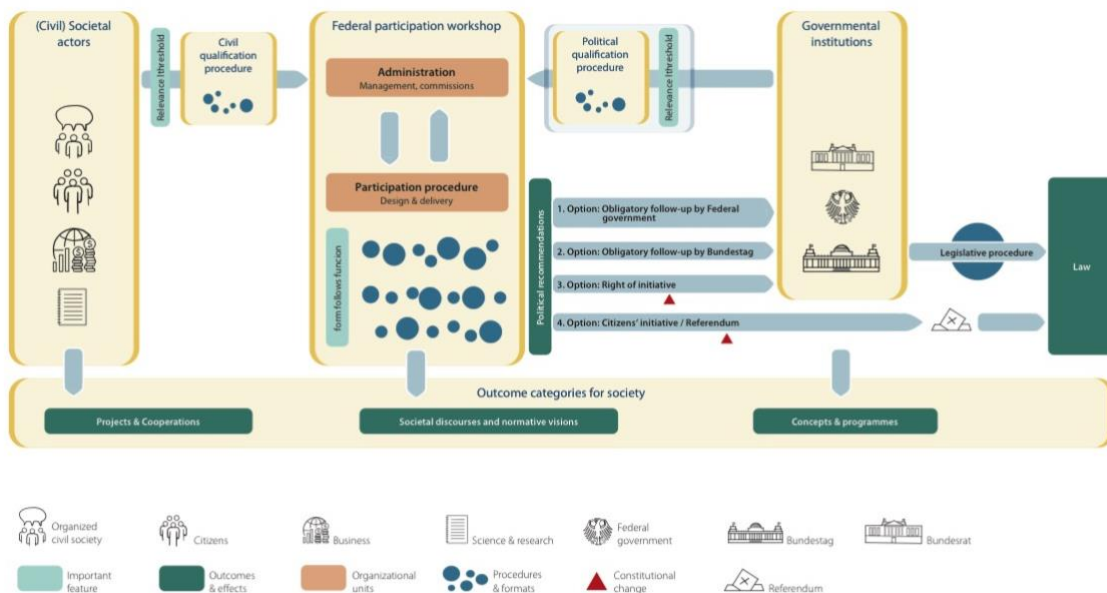 (Civil) Societal
actors
Relevance Ithreshold
Civil
qualification
procedure
Federal participation workshop
Administration
Management, commissions
Participation procedure
Design & delivery
form follows funcion
Political
qualification
procedure
Relevance Ithreshold
Governmental
institutions
Political recommendations
1. Option: Obligatory follow-up by Federal
government
2. Option: Obligatory follow-up by Bundestag
3. Option: Right of initiative
4. Option: Citizens' initiative / Referendum
Legislative procedure
Law
Outcome categories for society
Projects & Cooperations
Societal discourses and normative visions
Concepts & programmes
Organized
civil society
Citizens
Business
Science & research
Federal
government
Bundestag
Bundesrat
Important
feature
Outcomes
& effects
Organizational
units
Procedures
& formats
Constitutional
change
Referendum